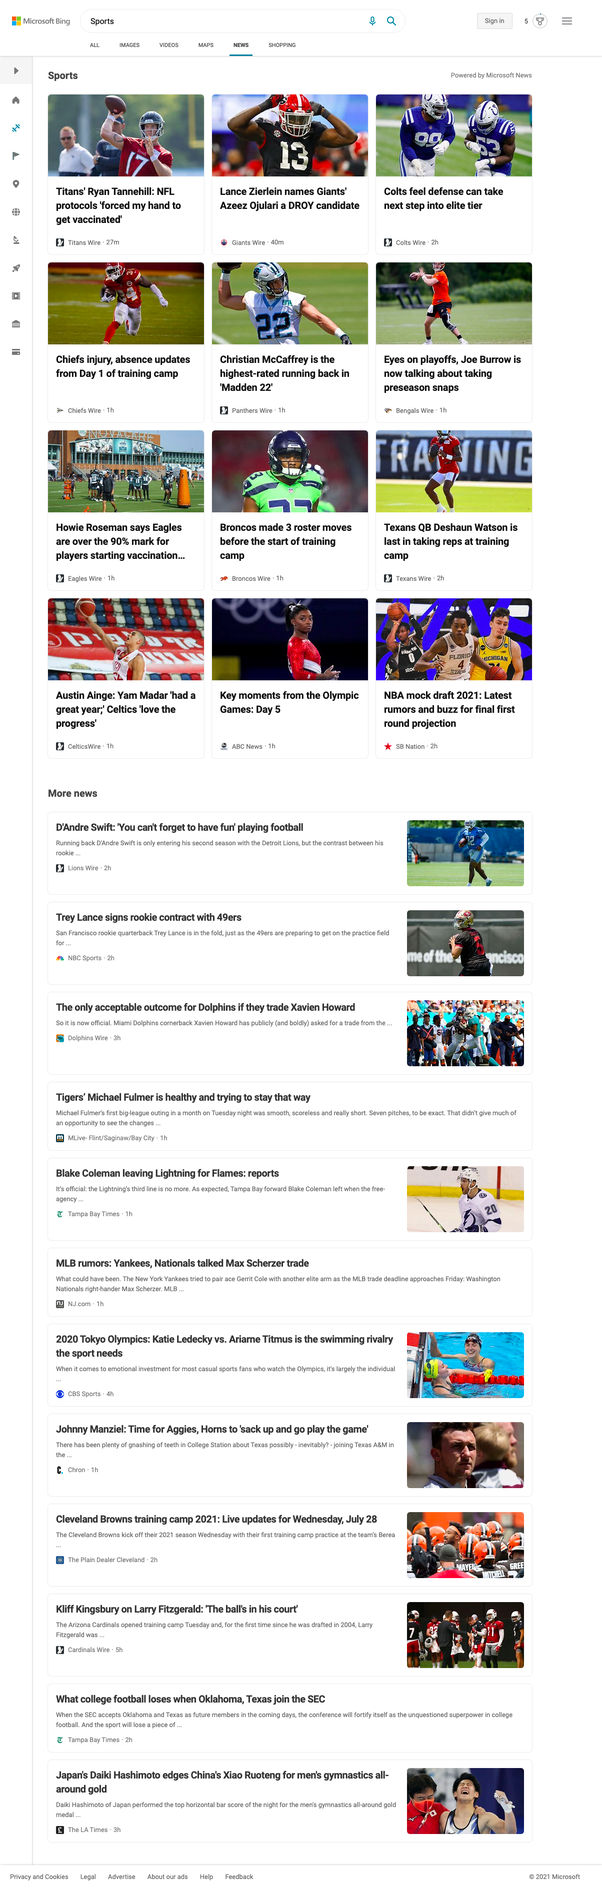 Microsoft Bing
Sports
Sign in
5
ALL IMAGES VIDEOS MAPS NEWS SHOPPING
Sports
Powered by Microsoft News
17
13
99
53
Titans' Ryan Tannehill: NFL
protocols 'forced my hand to
get vaccinated'
Titans Wire · 27m
Lance Zierlein names Giants'
Azeez Ojulari a DROY candidate
Giants Wire · 40m
Colts feel defense can take
next step into elite tier
Colts Wire · 2h
22
Chiefs injury, absence updates
from Day 1 of training camp
Chiefs Wire · 1h
Christian McCaffrey is the
highest-rated running back in
'Madden 22'
Panthers Wire · 1h
Eyes on playoffs, Joe Burrow is
now talking about taking
preseason snaps
Bengals Wire · 1h
TRAINING
Howie Roseman says Eagles
are over the 90% mark for
players starting vaccination...
Eagles Wire · 1h
Broncos made 3 roster moves
before the start of training
camp
Broncos Wire · 1h
Texans QB Deshaun Watson is
last in taking reps at training
camp
Texans Wire · 2h
Austin Ainge: Yam Madar 'had a
great year;' Celtics 'love the
progress'
CelticsWire · 1h
Key moments from the Olympic
Games: Day 5
ABC News · 1h
NBA mock draft 2021: Latest
rumors and buzz for final first
round projection
SB Nation · 2h
More news
D'Andre Swift: 'You can't forget to have fun' playing football
Running back D'Andre Swift is only entering his second season with the Detroit Lions, but the contrast between his
rookie ...
Lions Wire · 2h
Trey Lance signs rookie contract with 49ers
San Francisco rookie quarterback Trey Lance is in the fold, just as the 49ers are preparing to get on the practice field
for ...
NBC Sports · 2h
The only acceptable outcome for Dolphins if they trade Xavien Howard
So it is now official. Miami Dolphins cornerback Xavien Howard has publicly (and boldly) asked for a trade from the ...
Dolphins Wire · 3h
Tigers' Michael Fulmer is healthy and trying to stay that way
Michael Fulmer's first big-league outing in a month on Tuesday night was smooth, scoreless and really short. Seven pitches, to be exact. That didn't give much of
an opportunity to see the changes ...
MLive- Flint/Saginaw/Bay City · 1h
Blake Coleman leaving Lightning for Flames: reports
It's official: the Lightning's third line is no more. As expected, Tampa Bay forward Blake Coleman left when the free-
agency ...
Tampa Bay Times · 1h
20
MLB rumors: Yankees, Nationals talked Max Scherzer trade
What could have been. The New York Yankees tried to pair ace Gerrit Cole with another elite arm as the MLB trade deadline approaches Friday: Washington
Nationals right-hander Max Scherzer. MLB ...
NJ.com · 1h
2020 Tokyo Olympics: Katie Ledecky vs. Ariarne Titmus is the swimming rivalry
the sport needs
When it comes to emotional investment for most casual sports fans who watch the Olympics, it's largely the individual
...
CBS Sports · 4h
Johnny Manziel: Time for Aggies, Horns to 'sack up and go play the game'
There has been plenty of gnashing of teeth in College Station about Texas possibly - inevitably? - joining Texas A&M in
the ...
Chron · 1h
Cleveland Browns training camp 2021: Live updates for Wednesday, July 28
The Cleveland Browns kick off their 2021 season Wednesday with their first training camp practice at the team's Berea
...
The Plain Dealer Cleveland · 2h
Kliff Kingsbury on Larry Fitzgerald: 'The ball's in his court'
The Arizona Cardinals opened training camp Tuesday and, for the first time since he was drafted in 2004, Larry
Fitzgerald was ...
Cardinals Wire · 5h
What college football loses when Oklahoma, Texas join the SEC
When the SEC accepts Oklahoma and Texas as future members in the coming days, the conference will fortify itself as the unquestioned superpower in college
football. And the sport will lose a piece of ...
Tampa Bay Times · 2h
Japan's Daiki Hashimoto edges China's Xiao Ruoteng for men's gymnastics all-
around gold
Daiki Hashimoto of Japan performed the top horizontal bar score of the night for the men's gymnastics all-around gold
medal ...
The LA Times · 3h
Privacy and Cookies Legal Advertise About our ads Help Feedback
© 2021 Microsoft